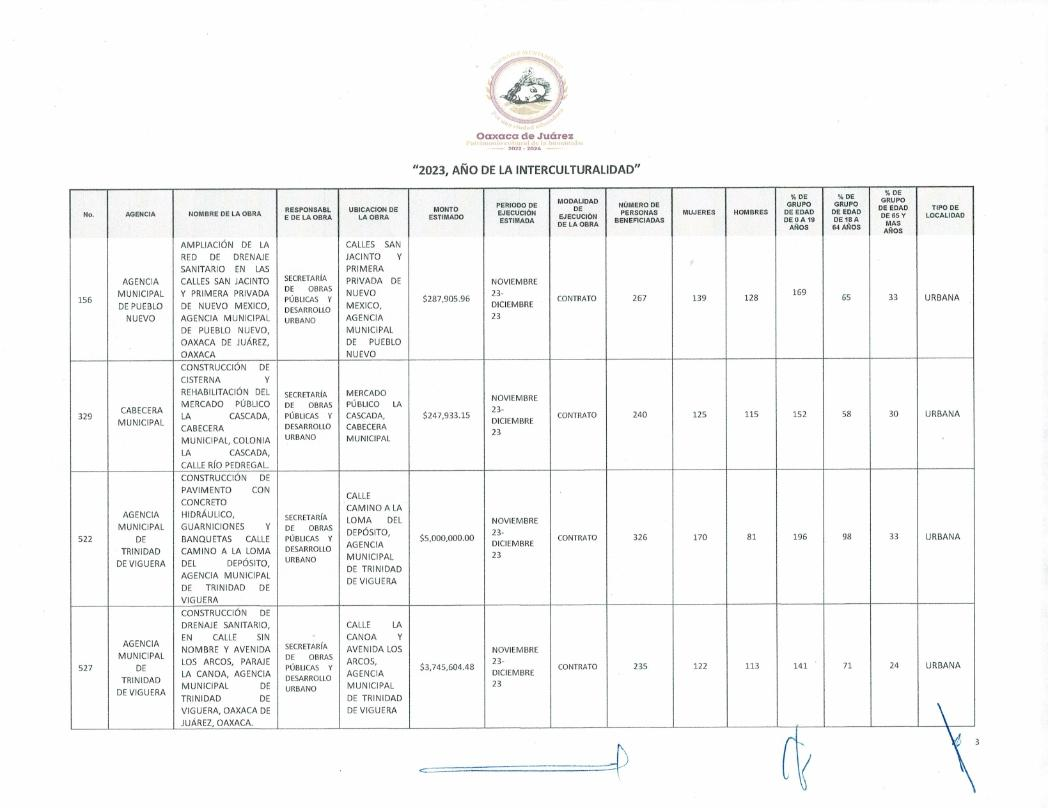 HONORABLE AYUNTAMIENTO
Por una ciudad educadora
Oaxaca de Juárez
Patrimonio cultural de la humanidad
2022 - 2024
"2023, AÑO DE LA INTERCULTURALIDAD"
No.
AGENCIA
NOMBRE DE LA OBRA
RESPONSABL
E DE LA OBRA
UBICACION DE
LA OBRA
MONTO
ESTIMADO
PERIODO DE
EJECUCIÓN
ESTIMADA
MODALIDAD
DE
EJECUCIÓN
DE LA OBRA
NÚMERO DE
PERSONAS
BENEFICIADAS
MUJERES
HOMBRES
% DE
GRUPO
DE EDAD
DE 0 A 19
AÑOS
% DE
GRUPO
DE EDAD
DE 18 A
64 AÑOS
% DE
GRUPO
DE EDAD
DE 65 Y
MAS
AÑOS
TIPO DE
LOCALIDAD
156
AGENCIA
MUNICIPAL
DE PUEBLO
NUEVO
AMPLIACIÓN DE LA
RED DE DRENAJE
SANITARIO EN LAS
CALLES SAN JACINTO
Y PRIMERA PRIVADA
DE NUEVO MEXICO,
AGENCIA MUNICIPAL
DE PUEBLO NUEVO,
OAXACA DE JUÁREZ,
OAXACA
SECRETARÍA
DE OBRAS
PÚBLICAS Y
DESARROLLO
URBANO
CALLES SAN
JACINTO Y
PRIMERA
PRIVADA DE
NUEVO
MEXICO,
AGENCIA
MUNICIPAL
DE PUEBLO
NUEVO
$287,905.96
NOVIEMBRE
23-
DICIEMBRE
23
CONTRATO
267
139
128
169
65
33
URBANA
329
CABECERA
MUNICIPAL
CONSTRUCCIÓN DE
CISTERNA Y
REHABILITACIÓN DEL
MERCADO PÚBLICO
LA CASCADA,
CABECERA
MUNICIPAL, COLONIA
LA CASCADA,
CALLE RÍO PEDREGAL.
SECRETARÍA
DE OBRAS
PÚBLICAS Y
DESARROLLO
URBANO
MERCADO
PÚBLICO LA
CASCADA,
CABECERA
MUNICIPAL
$247,933.15
NOVIEMBRE
23-
DICIEMBRE
23
CONTRATO
240
125
115
152
58
30
URBANA
522
AGENCIA
MUNICIPAL
DE
TRINIDAD
DE VIGUERA
CONSTRUCCIÓN DE
PAVIMENTO CON
CONCRETO
HIDRÁULICO,
GUARNICIONES Y
BANQUETAS CALLE
CAMINO A LA LOMA
DEL DEPÓSITO,
AGENCIA MUNICIPAL
DE TRINIDAD DE
VIGUERA
SECRETARÍA
DE OBRAS
PÚBLICAS Y
DESARROLLO
URBANO
CALLE
CAMINO A LA
LOMA DEL
DEPÓSITO,
AGENCIA
MUNICIPAL
DE TRINIDAD
DE VIGUERA
$5,000,000.00
NOVIEMBRE
23-
DICIEMBRE
23
CONTRATO
326
170
81
196
98
33
URBANA
527
AGENCIA
MUNICIPAL
DE
TRINIDAD
DE VIGUERA
CONSTRUCCIÓN DE
DRENAJE SANITARIO,
EN CALLE SIN
NOMBRE Y AVENIDA
LOS ARCOS, PARAJE
LA CANOA, AGENCIA
MUNICIPAL DE
TRINIDAD DE
VIGUERA, OAXACA DE
JUÁREZ, OAXACA.
SECRETARÍA
DE OBRAS
PÚBLICAS Y
DESARROLLO
URBANO
CALLE LA
CANOA Y
AVENIDA LOS
ARCOS,
AGENCIA
MUNICIPAL
DE TRINIDAD
DE VIGUERA
$3,745,604.48
NOVIEMBRE
23-
DICIEMBRE
23
CONTRATO
235
122
113
141
71
24
URBANA
3